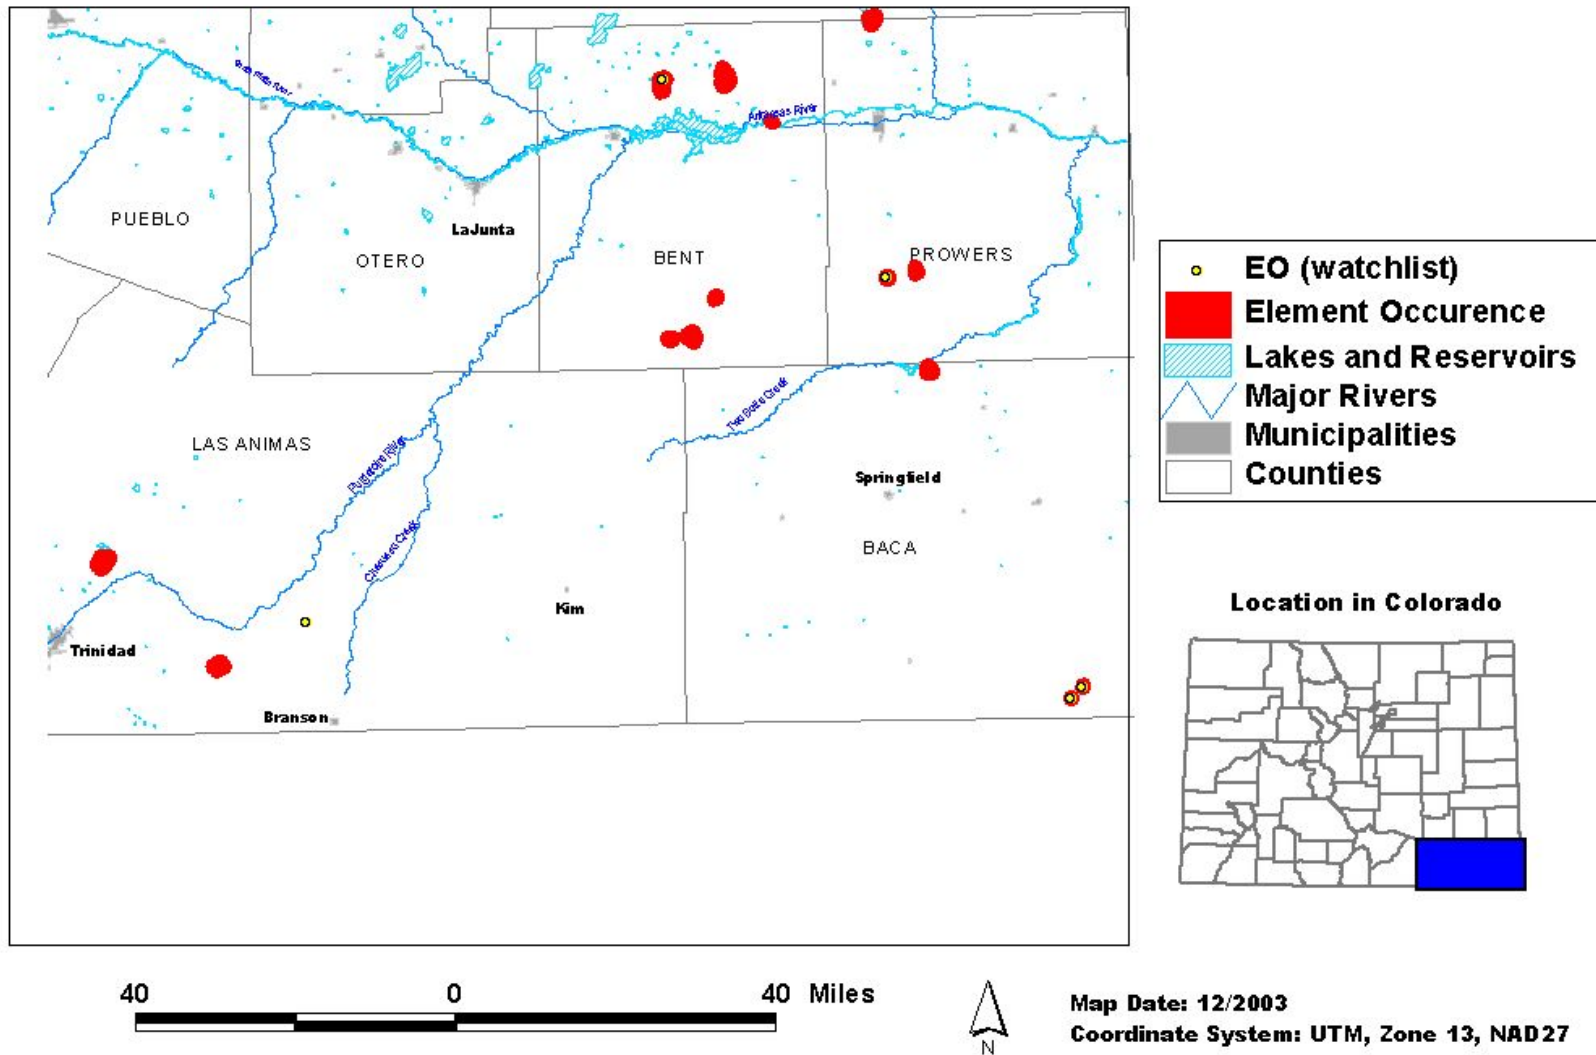 Arkansas River
PUEBLO
LaJunta
OTERO
BENT
PROWERS
LAS ANIMAS
Purgatoire River
Two Butte Creek
Springfield
BACA
Kim
Trinidad
Branson
EO (watchlist)
Element Occurence
Lakes and Reservoirs
Major Rivers
Municipalities
Counties
Location in Colorado
40 0 40 Miles
N
Map Date: 12/2003
Coordinate System: UTM, Zone 13, NAD27